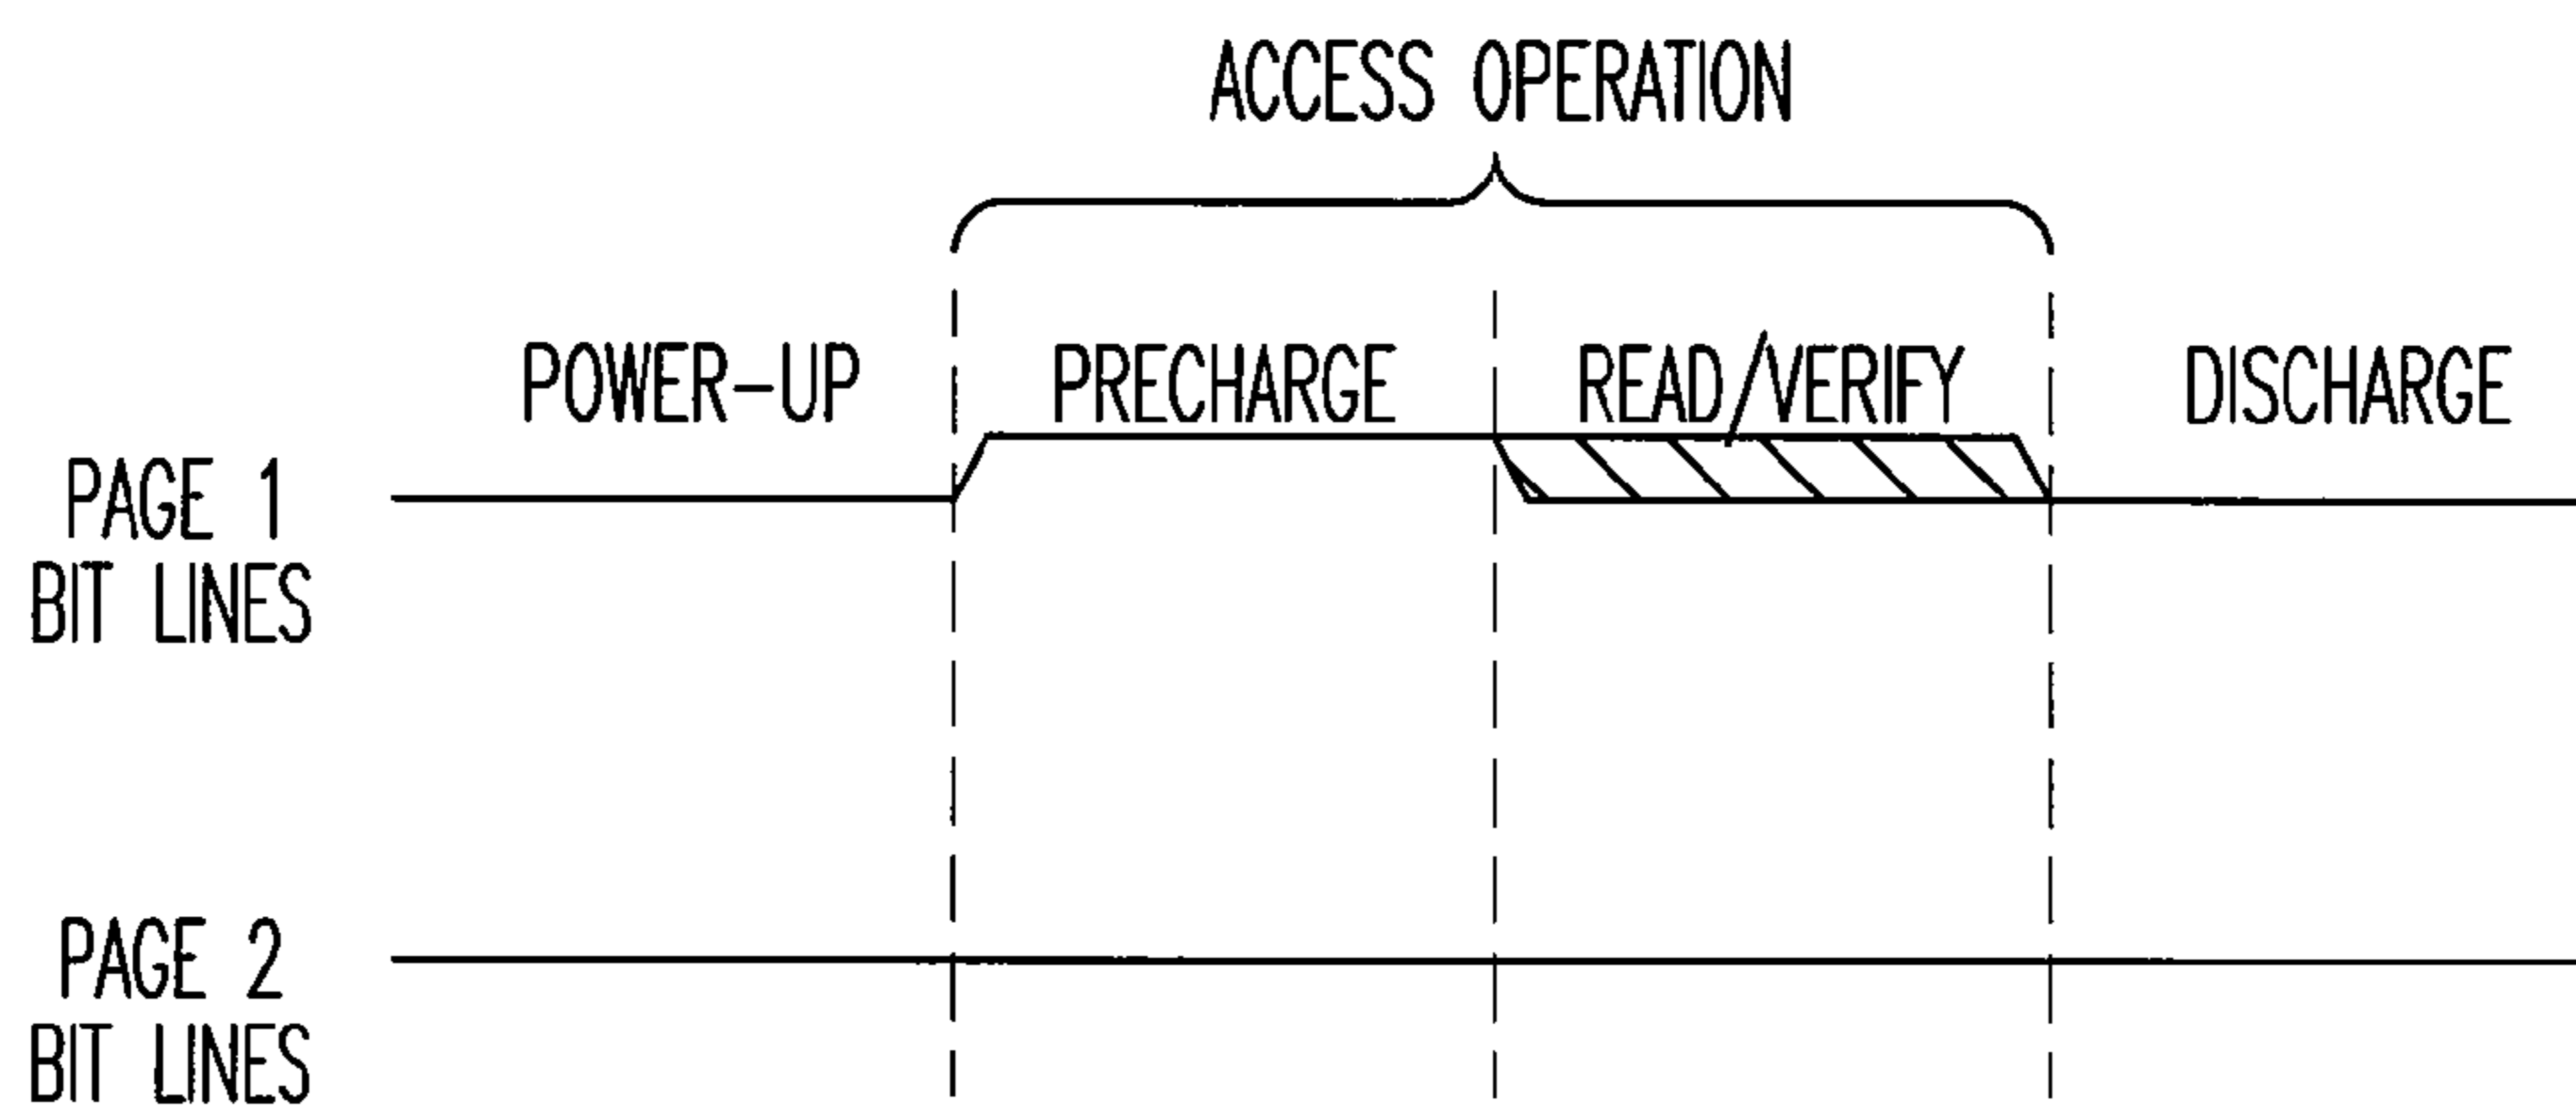 ACCESS OPERATION
POWER-UP
PRECHARGE
READ/VERIFY
DISCHARGE
PAGE 1
BIT LINES
PAGE 2
BIT LINES